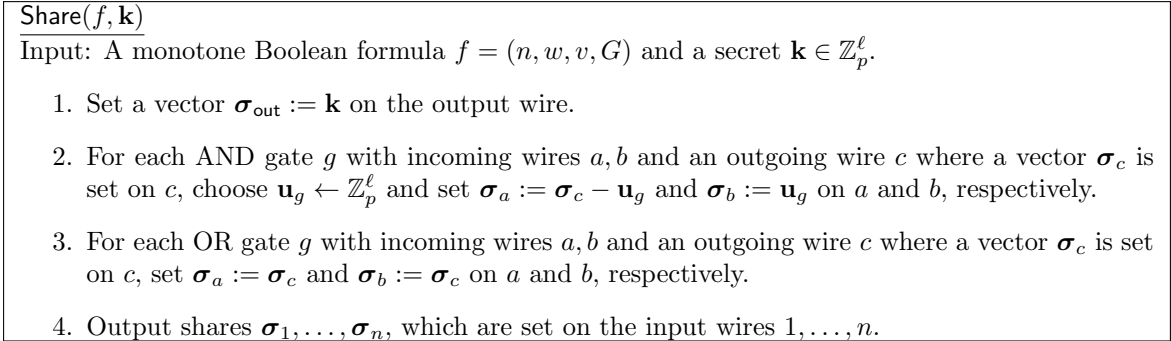 Share(f, k)
Input: A monotone Boolean formula f = (n, w, v, G) and a secret k ∈ ℤ_p^ℓ.
1. Set a vector σ_out := k on the output wire.
2. For each AND gate g with incoming wires a, b and an outgoing wire c where a vector σ_c is
set on c, choose u_g ← ℤ_p^ℓ and set σ_a := σ_c − u_g and σ_b := u_g on a and b, respectively.
3. For each OR gate g with incoming wires a, b and an outgoing wire c where a vector σ_c is set
on c, set σ_a := σ_c and σ_b := σ_c on a and b, respectively.
4. Output shares σ_1, . . . , σ_n, which are set on the input wires 1, . . . , n.